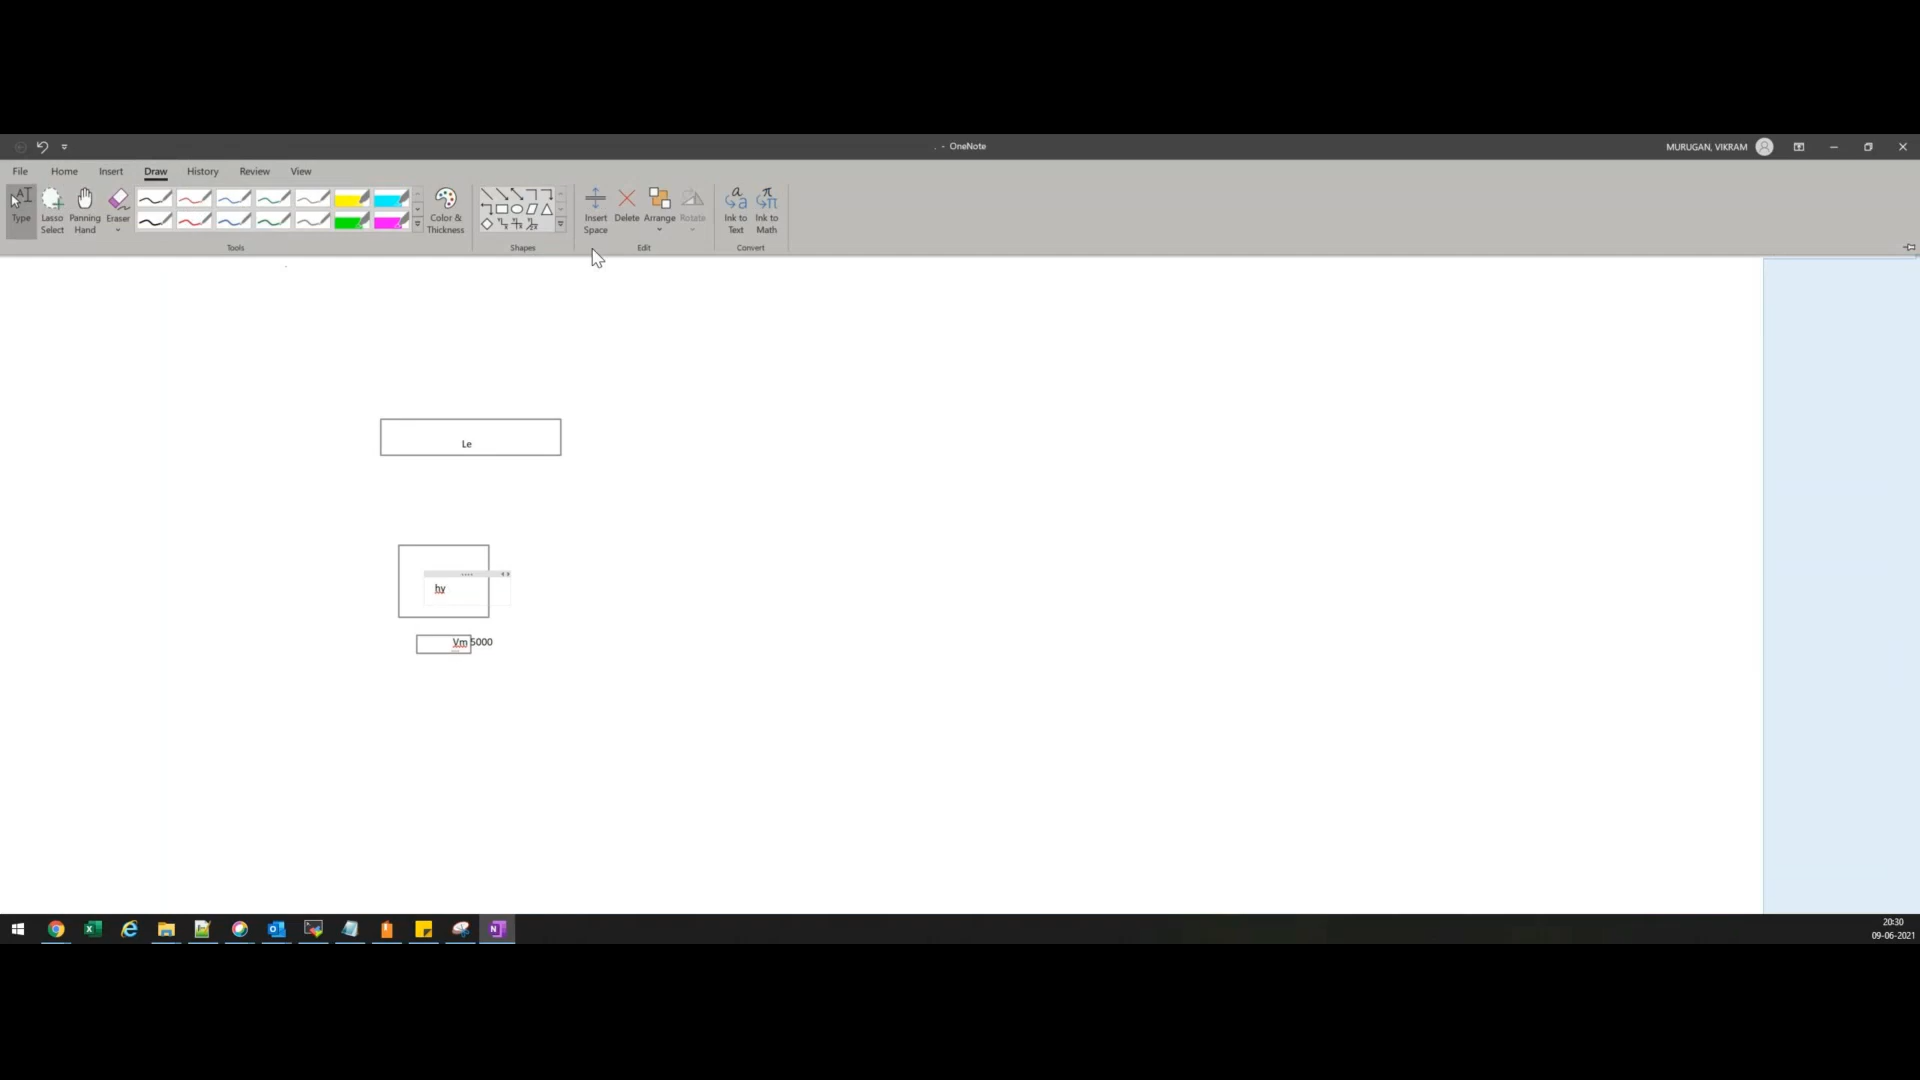 . - OneNote
MURUGAN, VIKRAM
File Home Insert Draw History Review View
Type
Lasso Select
Panning Hand
Eraser
Color & Thickness
Insert Space
Delete
Arrange
Rotate
Ink to Text
Ink to Math
Tools
Shapes
Edit
Convert
Le
hy
Vm 5000
20:30
09-06-2021